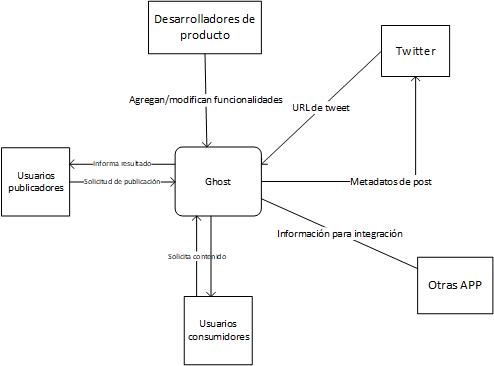 Desarrolladores de
producto
Twitter
Agregan/modifican funcionalidades
URL de tweet
Informa resultado
Usuarios
publicadores
Solicitud de publicación
Ghost
Metadatos de post
Información para integración
Solicita contenido
Otras APP
Usuarios
consumidores